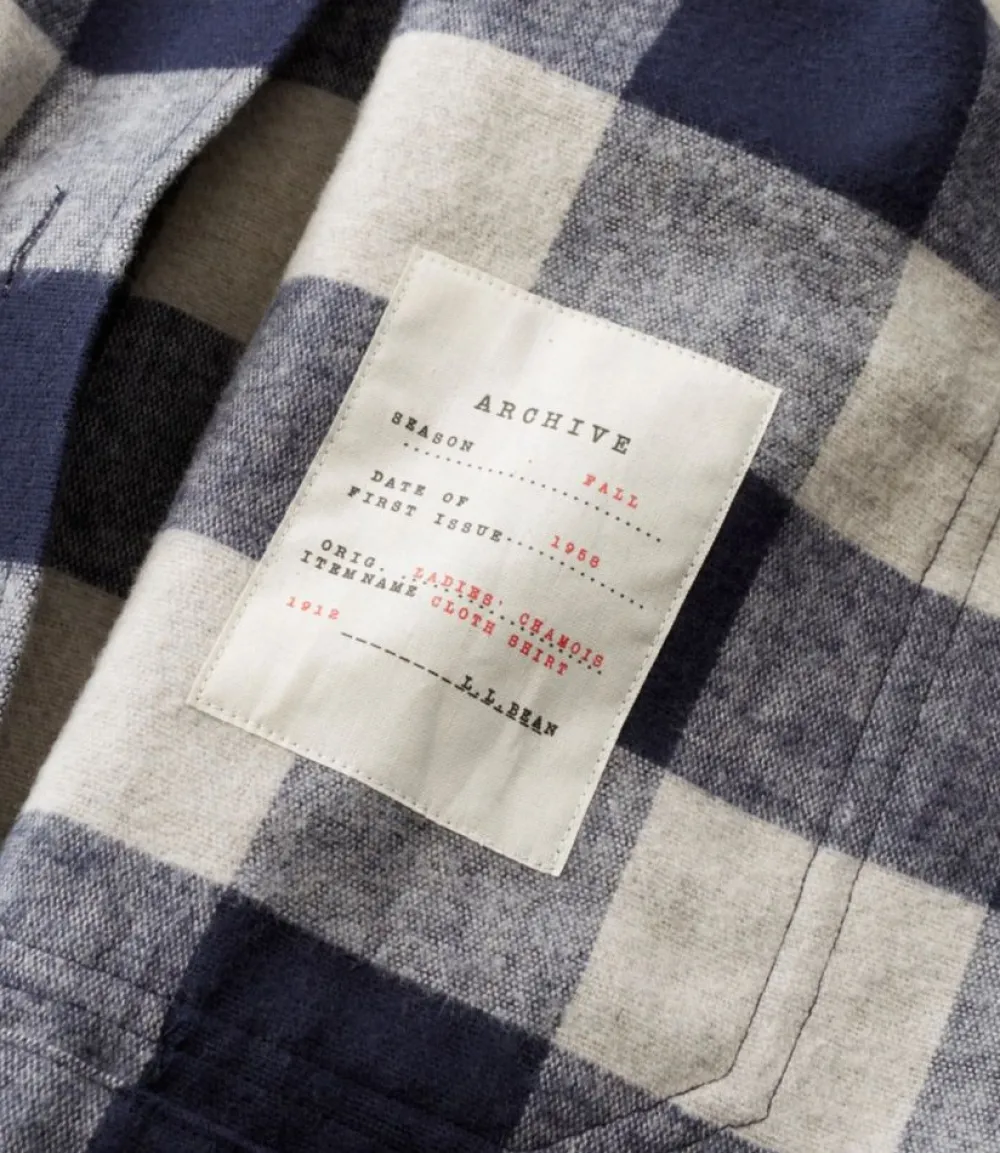 ARCHIVE
SEASON FALL
DATE OF
FIRST ISSUE 1958
ORIG. LADIES' CHAMOIS
ITEMNAME CLOTH SHIRT
1912
L.L.BEAN